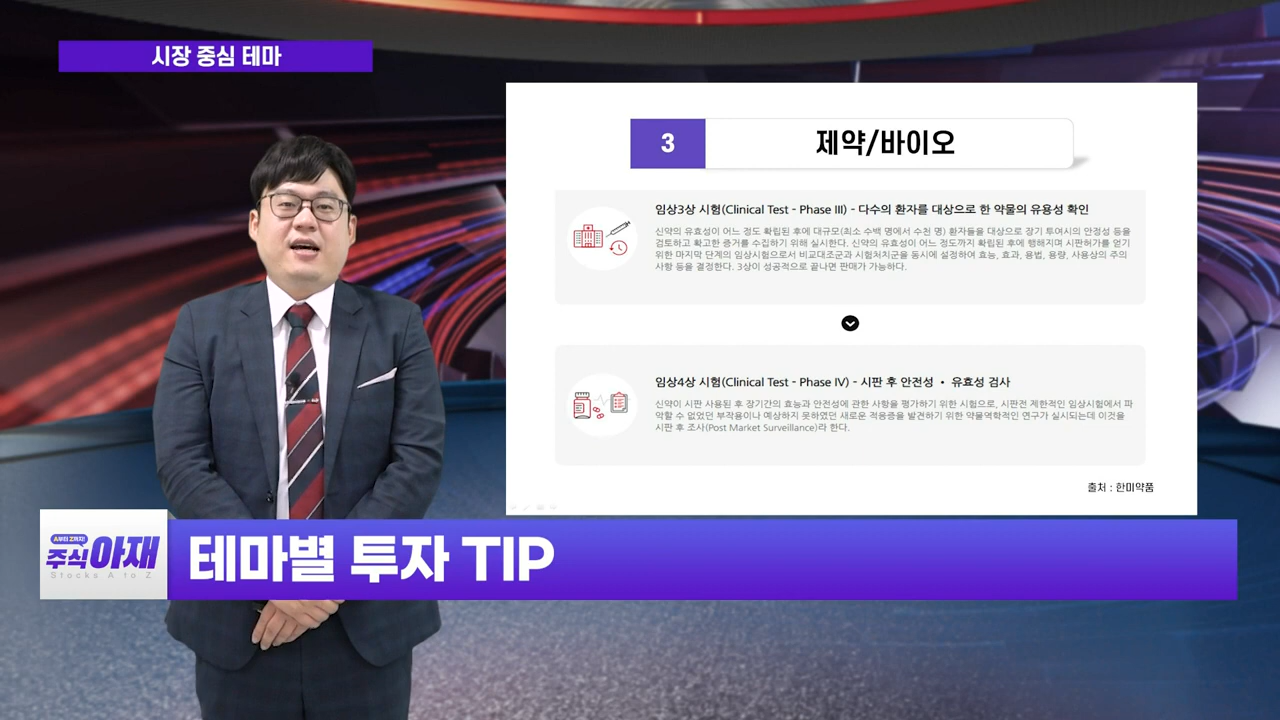 시장 중심 테마
3
제약/바이오
임상3상 시험(Clinical Test - Phase III) - 다수의 환자를 대상으로 한 약물의 유용성 확인
신약의 유효성이 어느 정도 확립된 후에 대규모(최소 수백 명에서 수천 명) 환자들을 대상으로 장기 투여시의 안정성 등을
검토하고 확고한 증거를 수집하기 위해 실시한다. 신약의 유효성이 어느 정도까지 확립된 후에 행해지며 시판허가를 얻기
위한 마지막 단계의 임상시험으로서 비교대조군과 시험처치군을 동시에 설정하여 효능, 효과, 용법, 용량, 사용상의 주의
사항 등을 결정한다. 3상이 성공적으로 끝나면 판매가 가능하다.
임상4상 시험(Clinical Test - Phase IV) - 시판 후 안전성 • 유효성 검사
신약이 시판 사용된 후 장기간의 효능과 안전성에 관한 사항을 평가하기 위한 시험으로, 시판전 제한적인 임상시험에서 파
악할 수 없었던 부작용이나 예상하지 못하였던 새로운 적응증을 발견하기 위한 약물역학적인 연구가 실시되는데 이것을
시판 후 조사(Post Market Surveillance)라 한다.
출처 : 한미약품
A부터 Z까지!
주식아재
Stocks A to Z
테마별 투자 TIP